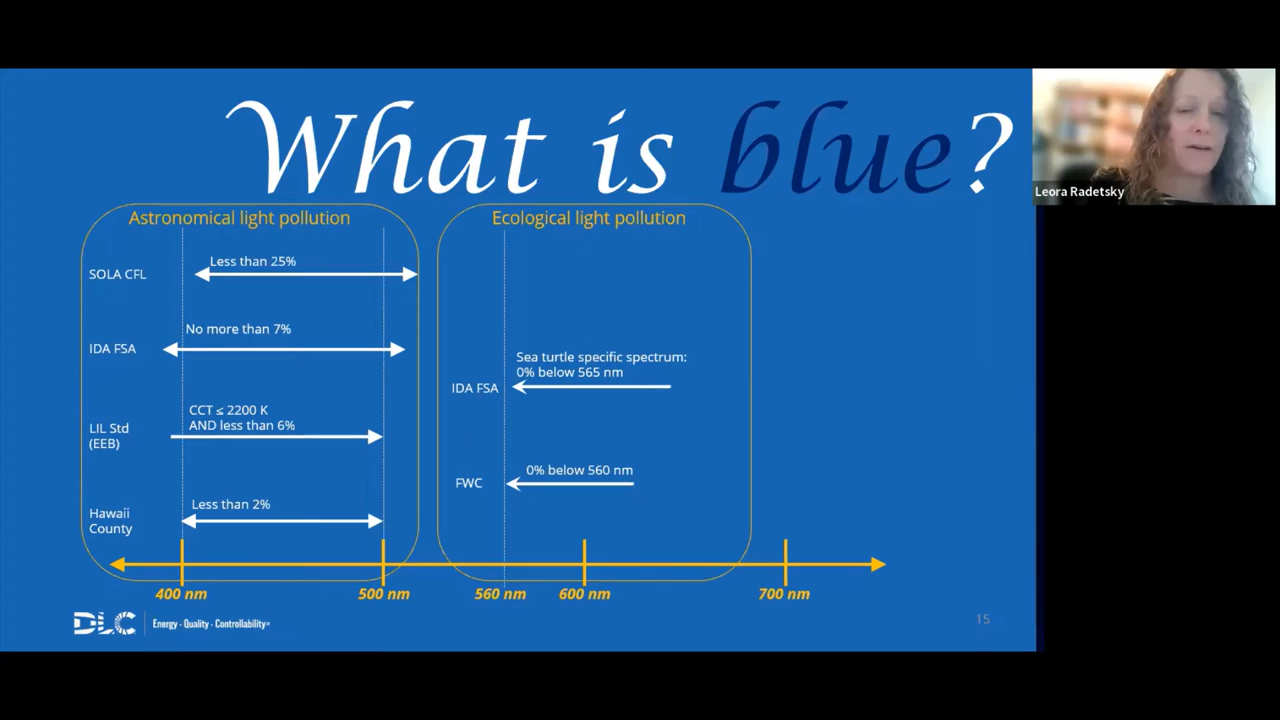 What is blue?
Leora Radetsky
Astronomical light pollution
SOLA CFL
Less than 25%
IDA FSA
No more than 7%
LIL Std
(EEB)
CCT ≤ 2200 K
AND less than 6%
Hawaii
County
Less than 2%
Ecological light pollution
IDA FSA
Sea turtle specific spectrum:
0% below 565 nm
FWC
0% below 560 nm
400 nm
500 nm
560 nm
600 nm
700 nm
DLC
Energy · Quality · Controllability
15